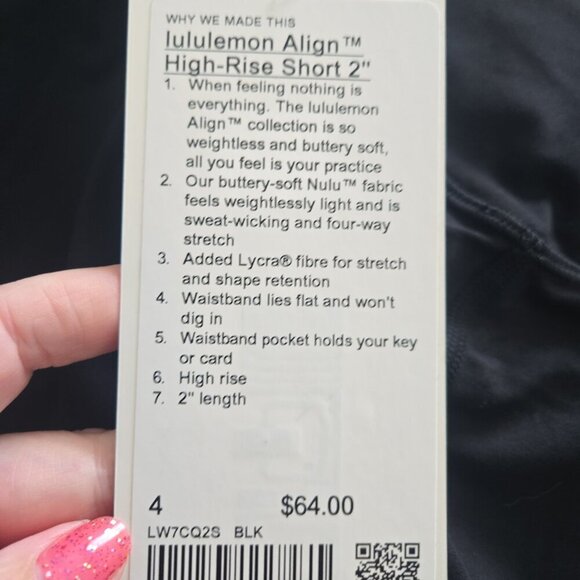 WHY WE MADE THIS
lululemon Align™
High-Rise Short 2"
1. When feeling nothing is
everything. The lululemon
Align™ collection is so
weightless and buttery soft,
all you feel is your practice
2. Our buttery-soft Nulu™ fabric
feels weightlessly light and is
sweat-wicking and four-way
stretch
3. Added Lycra® fibre for stretch
and shape retention
4. Waistband lies flat and won't
dig in
5. Waistband pocket holds your key
or card
6. High rise
7. 2" length
4 $64.00
LW7CQ2S BLK